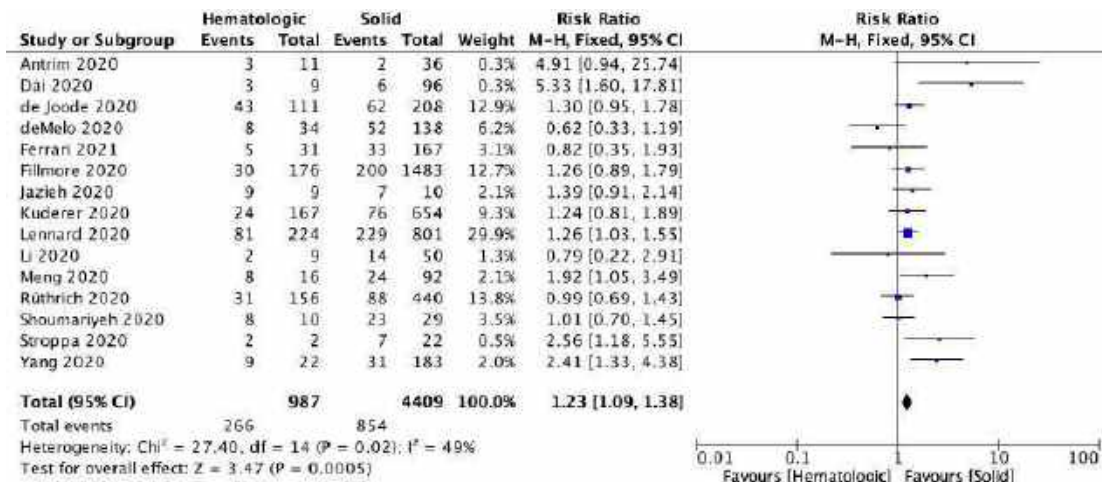 Hematologic Solid Risk Ratio Risk Ratio
Study or Subgroup Events Total Events Total Weight M-H, Fixed, 95% CI M-H, Fixed, 95% CI
Antrim 2020 3 11 2 36 0.3% 4.91 [0.94, 25.74]
Dai 2020 3 9 6 96 0.3% 5.33 [1.60, 17.81]
de Joode 2020 43 111 62 208 12.9% 1.30 [0.95, 1.78]
deMelo 2020 8 34 52 138 6.2% 0.62 [0.33, 1.19]
Ferrari 2021 5 31 33 167 3.1% 0.82 [0.35, 1.93]
Fillmore 2020 30 176 200 1483 12.7% 1.26 [0.89, 1.79]
Jazieh 2020 9 9 7 10 2.1% 1.39 [0.91, 2.14]
Kuderer 2020 24 167 76 654 9.3% 1.24 [0.81, 1.89]
Lennard 2020 81 224 229 801 29.9% 1.26 [1.03, 1.55]
Li 2020 2 9 14 50 1.3% 0.79 [0.22, 2.91]
Meng 2020 8 16 24 92 2.1% 1.92 [1.05, 3.49]
Rüthrich 2020 31 156 88 440 13.8% 0.99 [0.69, 1.43]
Shoumariyeh 2020 8 10 23 29 3.5% 1.01 [0.70, 1.45]
Stroppa 2020 2 2 7 22 0.5% 2.56 [1.18, 5.55]
Yang 2020 9 22 31 183 2.0% 2.41 [1.33, 4.38]
Total (95% CI) 987 4409 100.0% 1.23 [1.09, 1.38]
Total events 266 854
Heterogeneity: Chi² = 27.40, df = 14 (P = 0.02); I² = 49%
Test for overall effect: Z = 3.47 (P = 0.0005)
0.01 0.1 1 10 100
Favours [Hematologic] Favours [Solid]